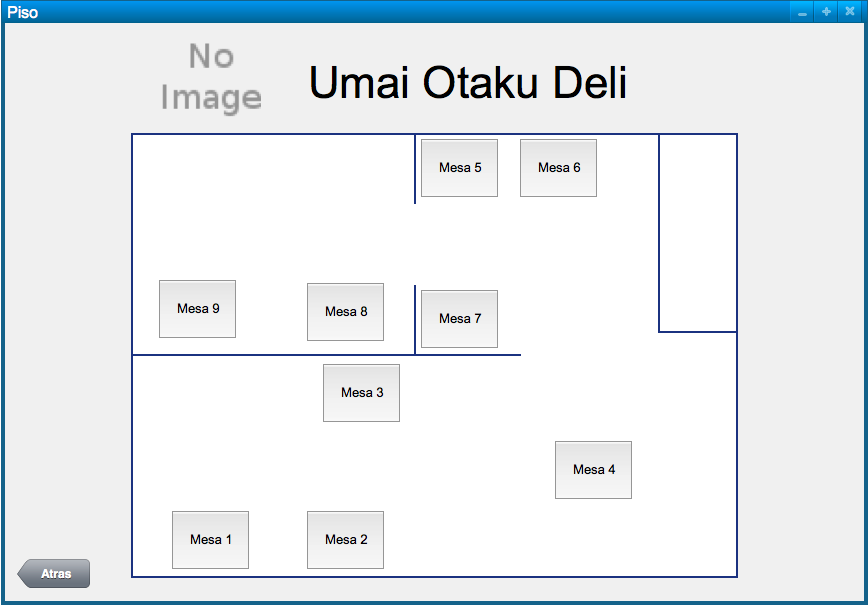 Piso
No
Image
Umai Otaku Deli
Mesa 5
Mesa 6
Mesa 9
Mesa 8
Mesa 7
Mesa 3
Mesa 4
Mesa 1
Mesa 2
Atras